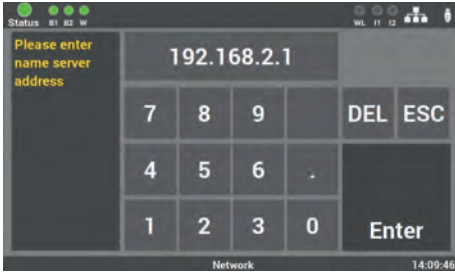 Status B1 B2 W WL I1 I2
Please enter
name server
address
192.168.2.1
7 8 9 DEL ESC
4 5 6 .
1 2 3 0 Enter
Network 14:09:46